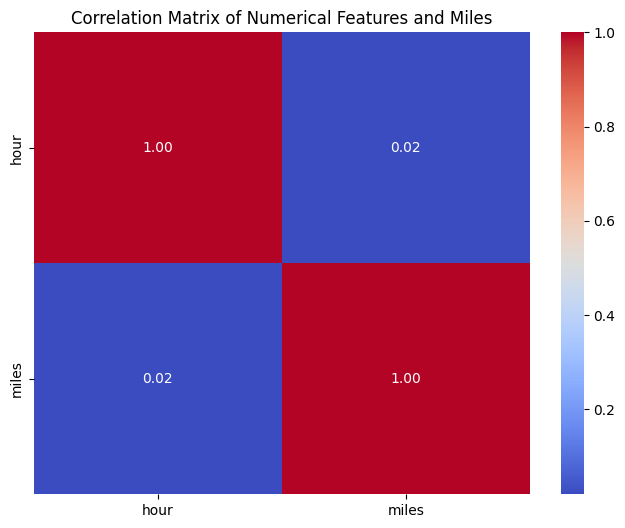 Correlation Matrix of Numerical Features and Miles
hour
1.00
0.02
miles
0.02
1.00
hour
miles
1.0
0.8
0.6
0.4
0.2